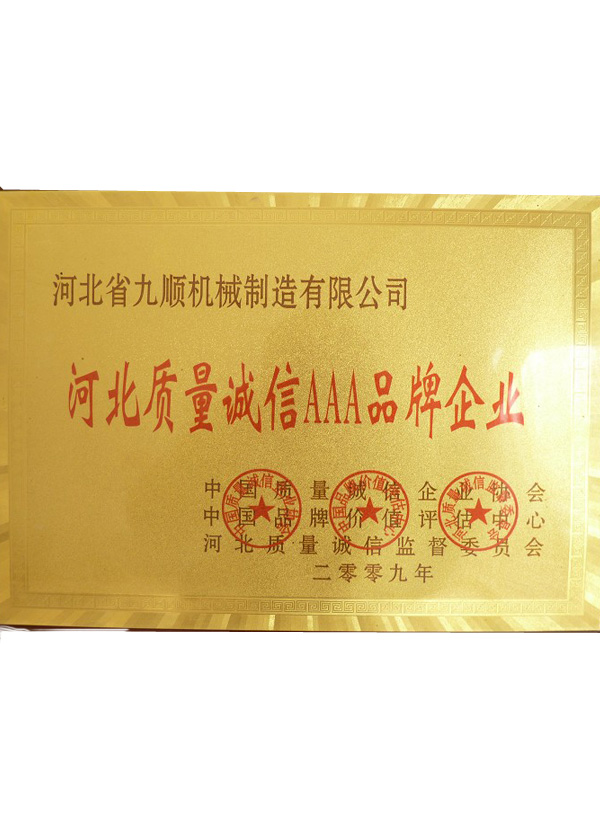 河北省九顺机械制造有限公司
河北质量诚信AAA品牌企业
中国质量诚信企业协会
中国品牌价值评估中心
河北质量诚信监督委员会
二零零九年